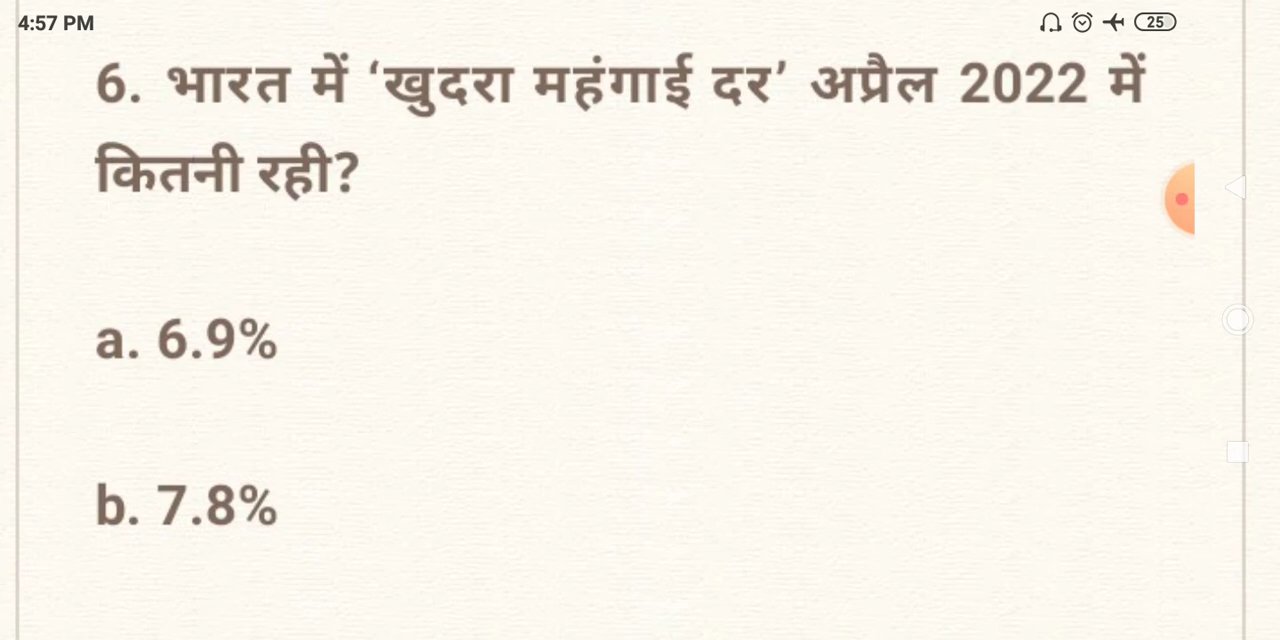 4:57 PM
25
6. भारत में ‘खुदरा महंगाई दर’ अप्रैल 2022 में
कितनी रही?
a. 6.9%
b. 7.8%